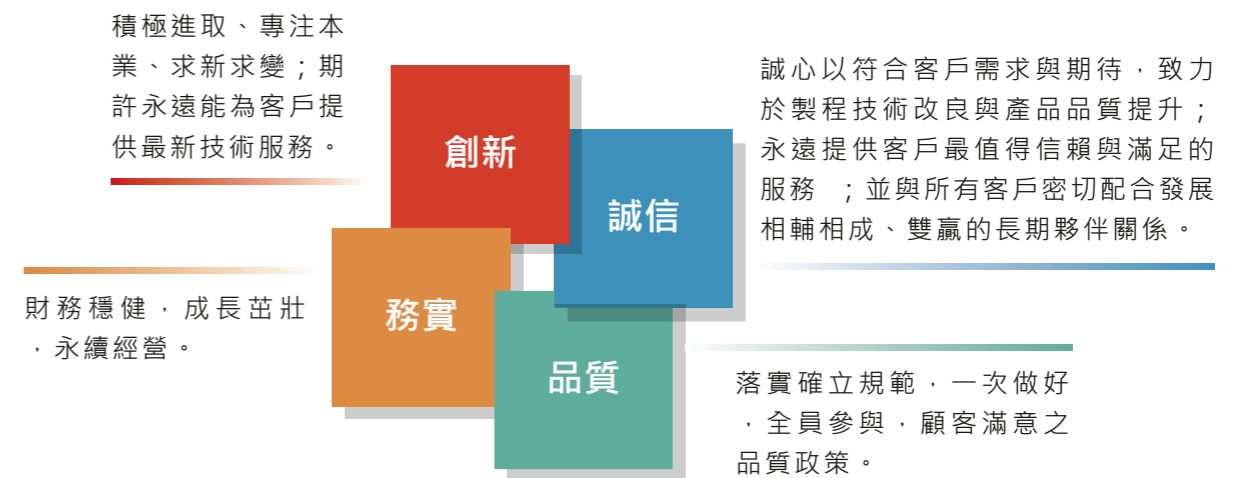 積極進取、專注本
業、求新求變；期
許永遠能為客戶提
供最新技術服務。
創新
誠信
誠心以符合客戶需求與期待，致力
於製程技術改良與產品品質提升；
永遠提供客戶最值得信賴與滿足的
服務 ；並與所有客戶密切配合發展
相輔相成、雙贏的長期夥伴關係。
務實
財務穩健，成長茁壯
，永續經營。
品質
落實確立規範，一次做好
，全員參與，顧客滿意之
品質政策。